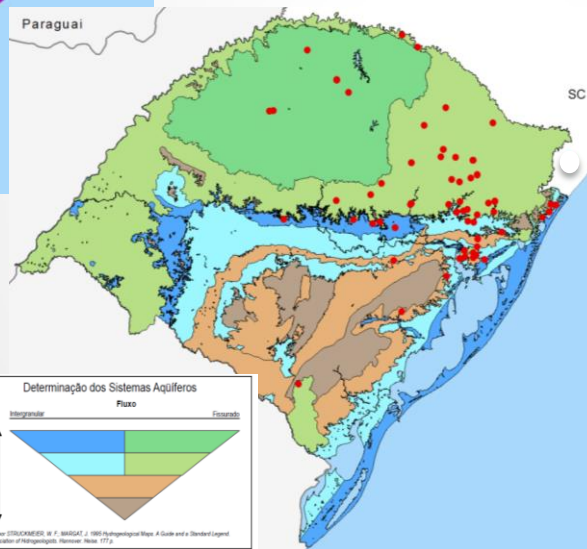 Paraguai
SC
Determinação dos Sistemas Aqüíferos
Fluxo
Intergranular Fissurado
STRUCKMEIER, W. F.; MARGAT, J. 1995 Hydrogeological Maps. A Guide and a Standard Legend.
of Hydrogeologists. Hannover: Heise. 177 p.